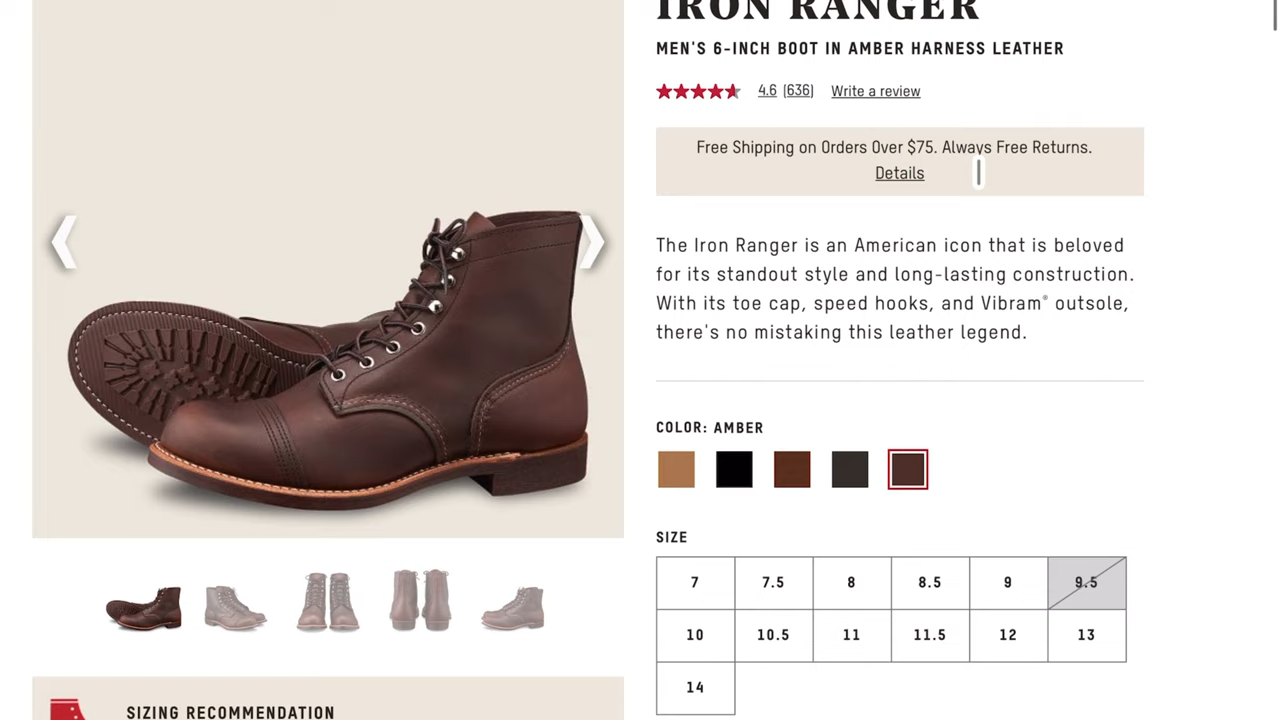 IRON RANGER
MEN'S 6-INCH BOOT IN AMBER HARNESS LEATHER
4.6 (636) Write a review
Free Shipping on Orders Over $75. Always Free Returns.
Details
The Iron Ranger is an American icon that is beloved
for its standout style and long-lasting construction.
With its toe cap, speed hooks, and Vibram® outsole,
there's no mistaking this leather legend.
COLOR: AMBER
SIZE
7 7.5 8 8.5 9 9.5
10 10.5 11 11.5 12 13
14
SIZING RECOMMENDATION